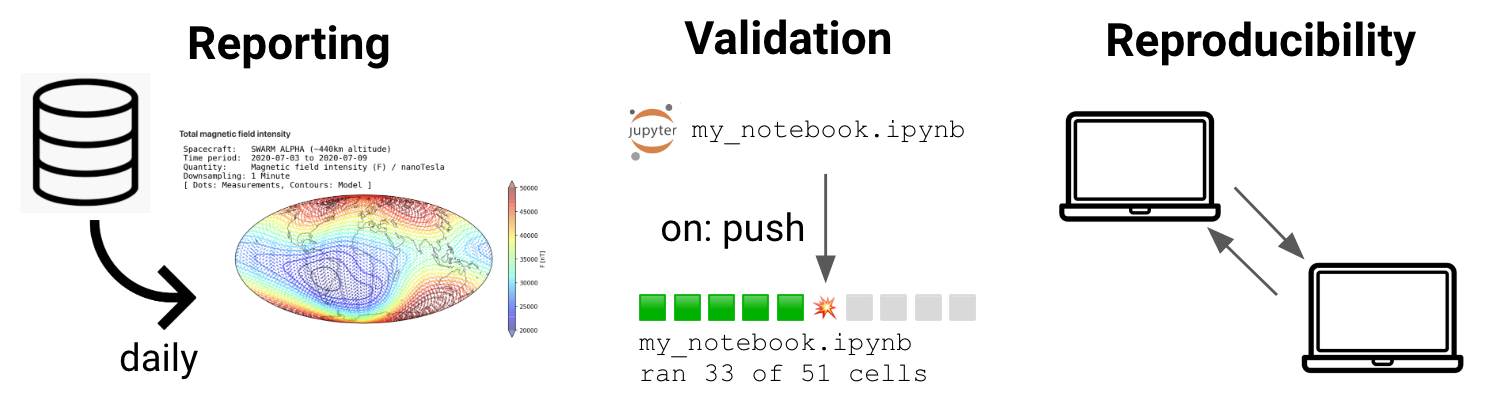 Reporting
Total magnetic field intensity
Spacecraft: SWARM ALPHA (~440km altitude)
Time period: 2020-07-03 to 2020-07-09
Quantity: Magnetic field intensity (F) / nanoTesla
Downsampling: 1 Minute
[ Dots: Measurements, Contours: Model ]
50000
45000
40000
35000
30000
25000
20000
F [nT]
daily
Validation
jupyter
my_notebook.ipynb
on: push
my_notebook.ipynb
ran 33 of 51 cells
Reproducibility